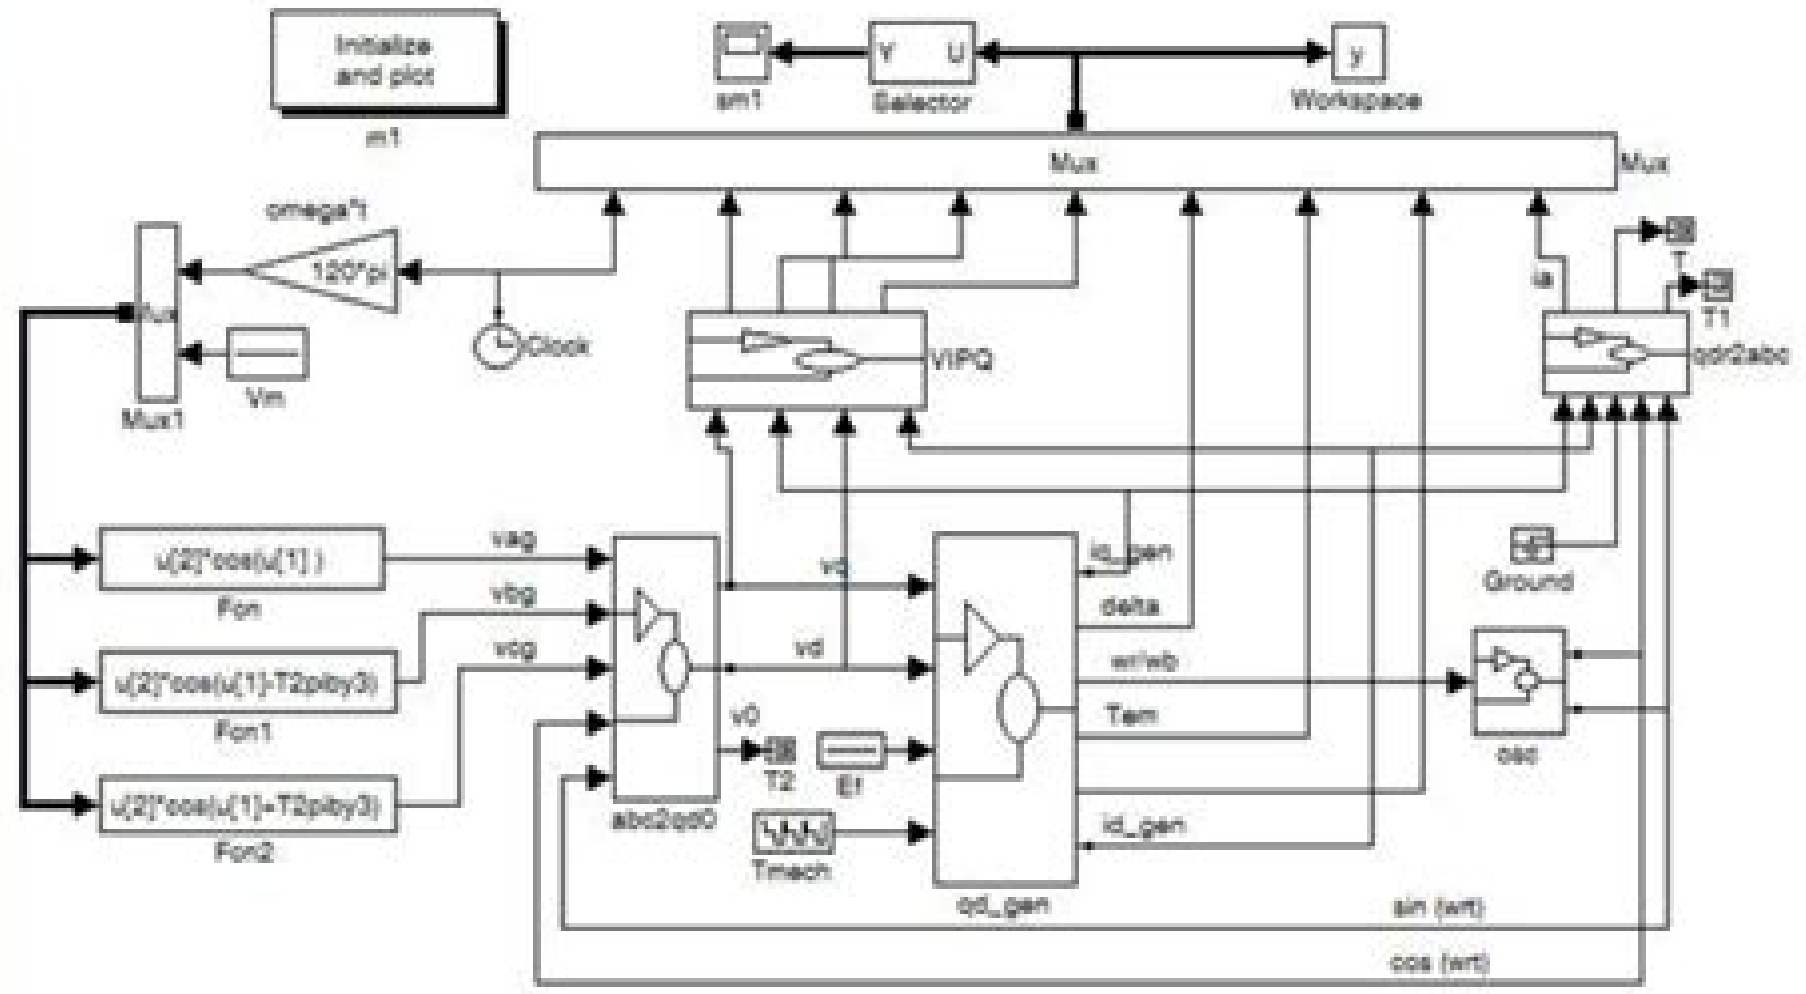 Initialize
and plot
m1
sm1
Y U
Selector
y
Workspace
Mux
Mux
omega*t
120*pi
Mux1
Vm
Clock
VIPQ
ia
T1
qdr2abc
u[2]*cos(u[1] )
Fcn
vag
vbg
vcg
u[2]*cos(u[1]-T2piby3)
Fcn1
u[2]*cos(u[1]+T2piby3)
Fcn2
abc2qd0
vq
vd
v0
T2
Ef
Tmech
iq_gen
delta
wr/wb
Tem
id_gen
qd_gen
Ground
osc
sin (wrt)
cos (wrt)